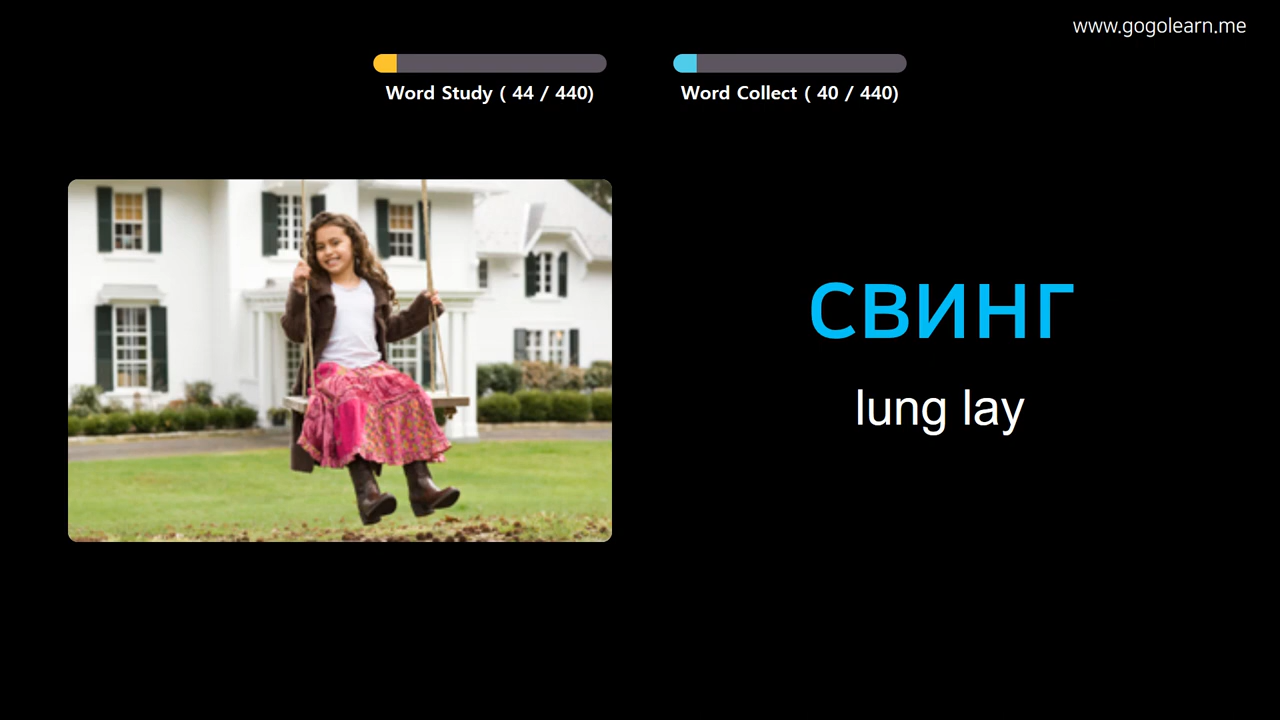 www.gogolearn.me
Word Study ( 44 / 440)
Word Collect ( 40 / 440)
СВИНГ
lung lay